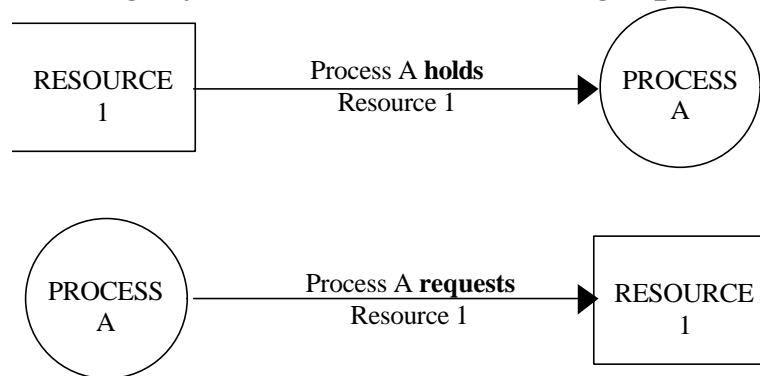 RESOURCE
1
Process A holds
Resource 1
PROCESS
A
PROCESS
A
Process A requests
Resource 1
RESOURCE
1